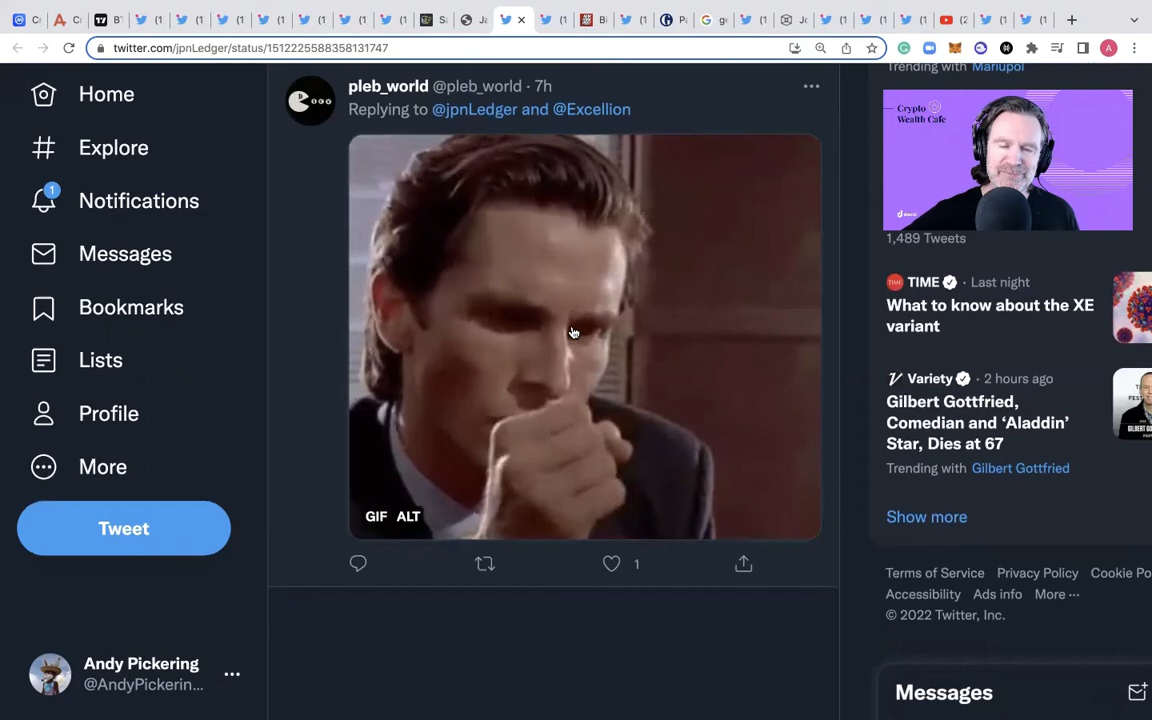 twitter.com/jpnLedger/status/1512225588358131747
Home
Explore
1
Notifications
Messages
Bookmarks
Lists
Profile
More
Tweet
Andy Pickering
@AndyPickerin...
pleb_world @pleb_world · 7h
Replying to @jpnLedger and @Excellion
GIF ALT
1
Trending with Mariupol
Crypto
Wealth Cafe
1,489 Tweets
TIME · Last night
What to know about the XE
variant
Variety · 2 hours ago
Gilbert Gottfried,
Comedian and ‘Aladdin’
Star, Dies at 67
Trending with Gilbert Gottfried
Show more
Terms of Service Privacy Policy Cookie Po
Accessibility Ads info More ···
© 2022 Twitter, Inc.
Messages